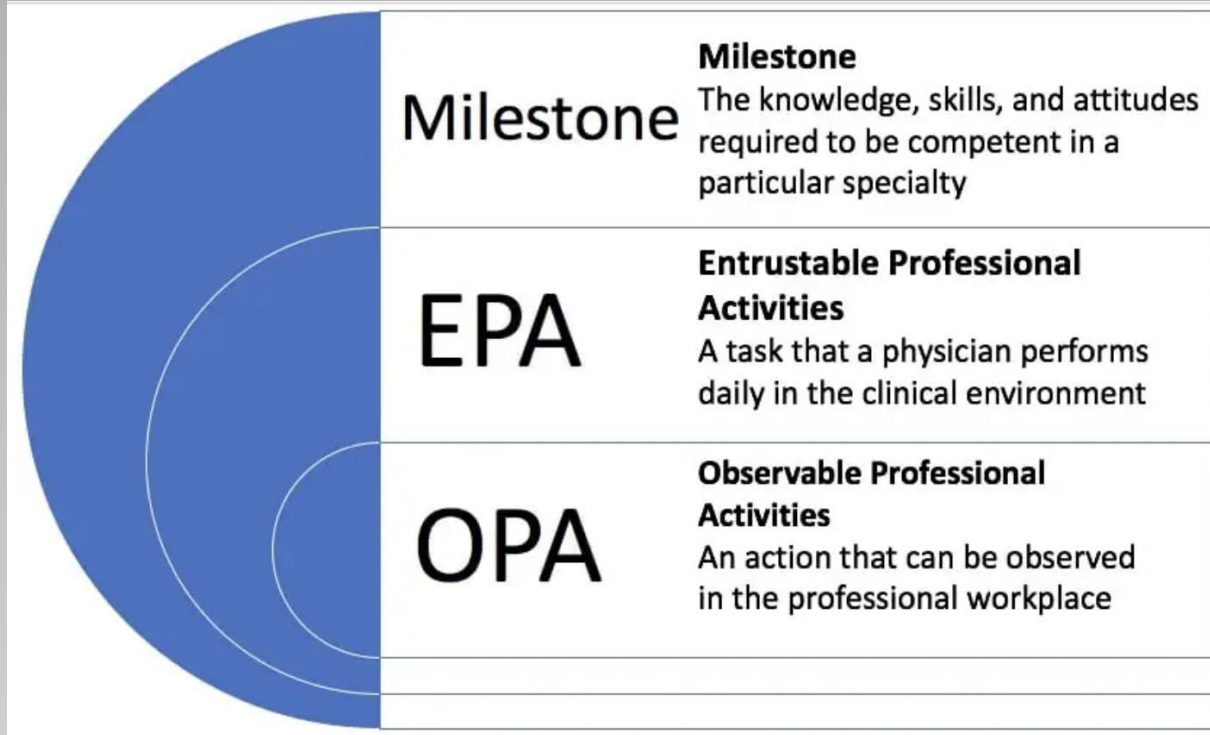 Milestone
Milestone
The knowledge, skills, and attitudes
required to be competent in a
particular specialty
EPA
Entrustable Professional
Activities
A task that a physician performs
daily in the clinical environment
OPA
Observable Professional
Activities
An action that can be observed
in the professional workplace